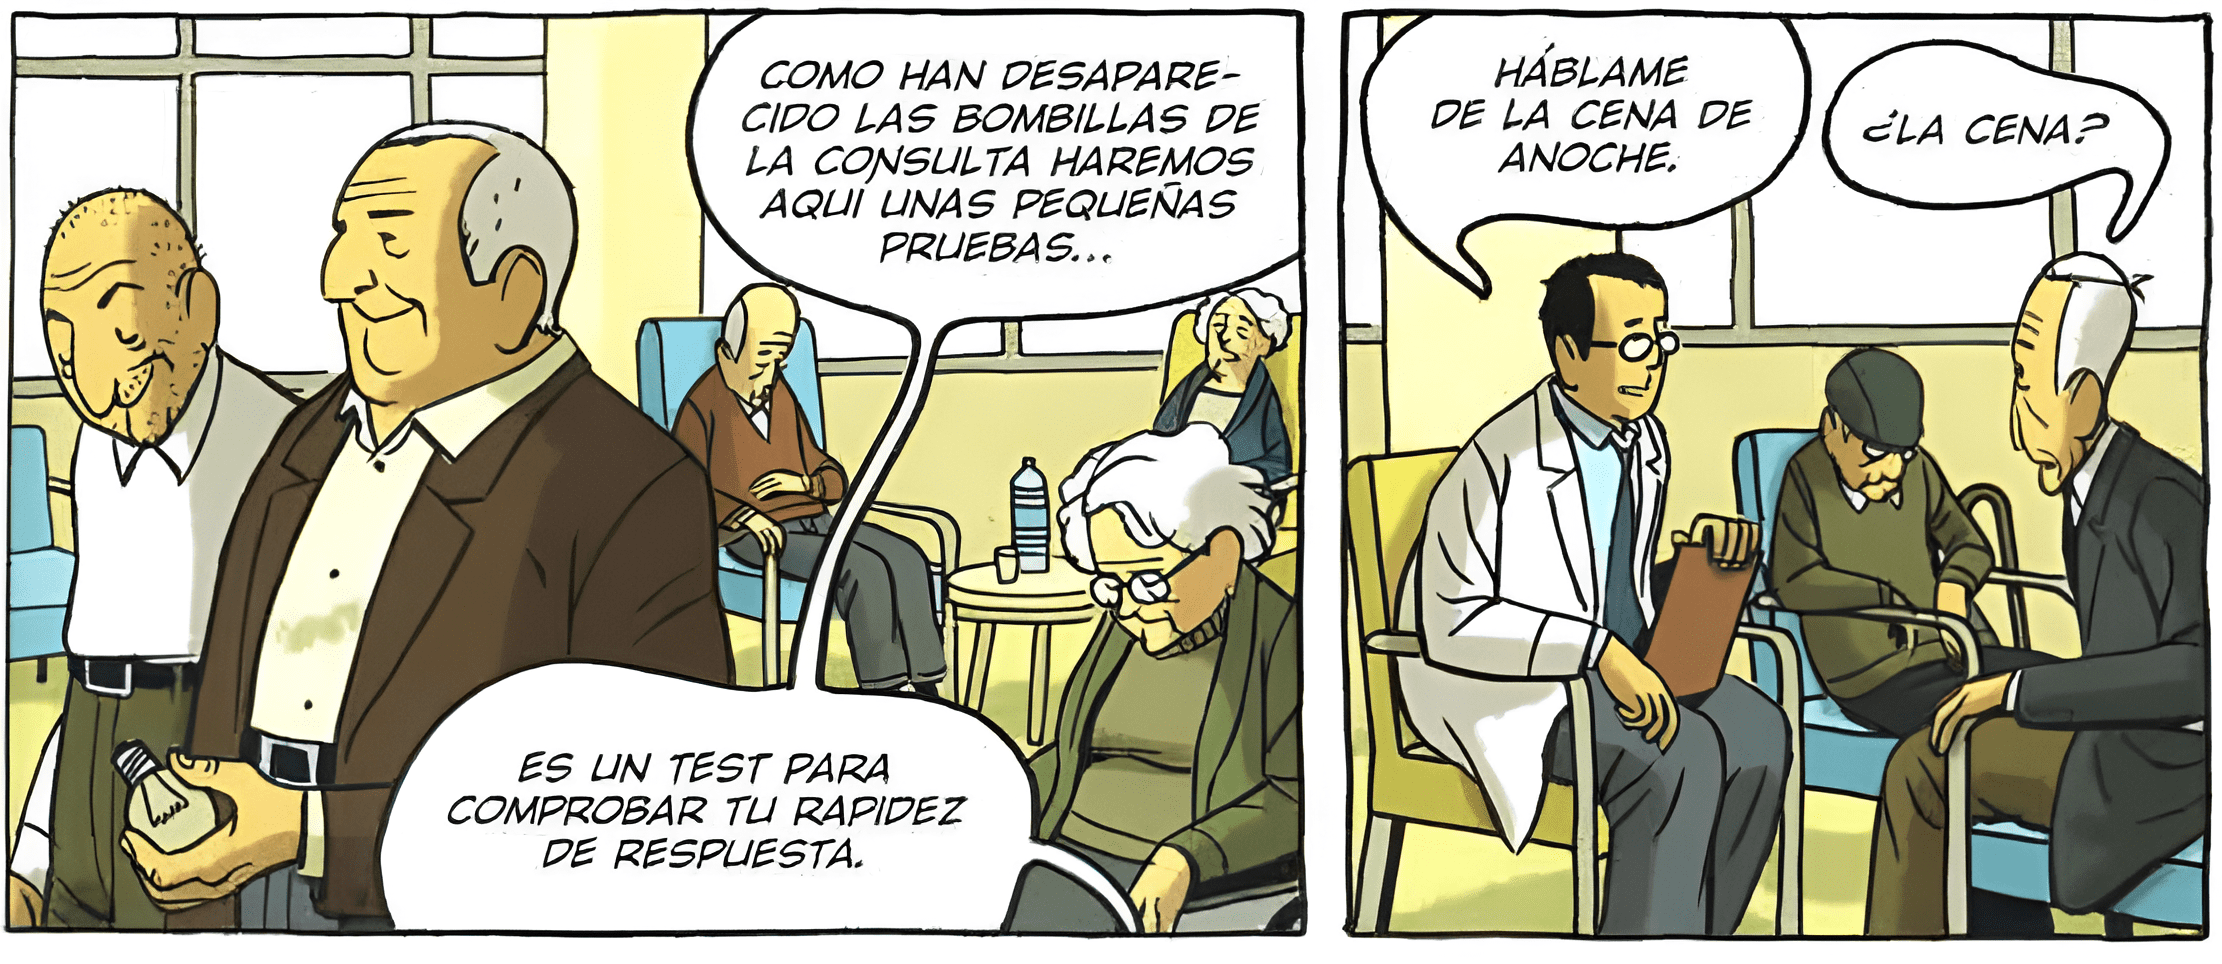 COMO HAN DESAPARE-
CIDO LAS BOMBILLAS DE
LA CONSULTA HAREMOS
AQUÍ UNAS PEQUEÑAS
PRUEBAS...
ES UN TEST PARA
COMPROBAR TU RAPIDEZ
DE RESPUESTA.
HÁBLAME
DE LA CENA DE
ANOCHE.
¿LA CENA?